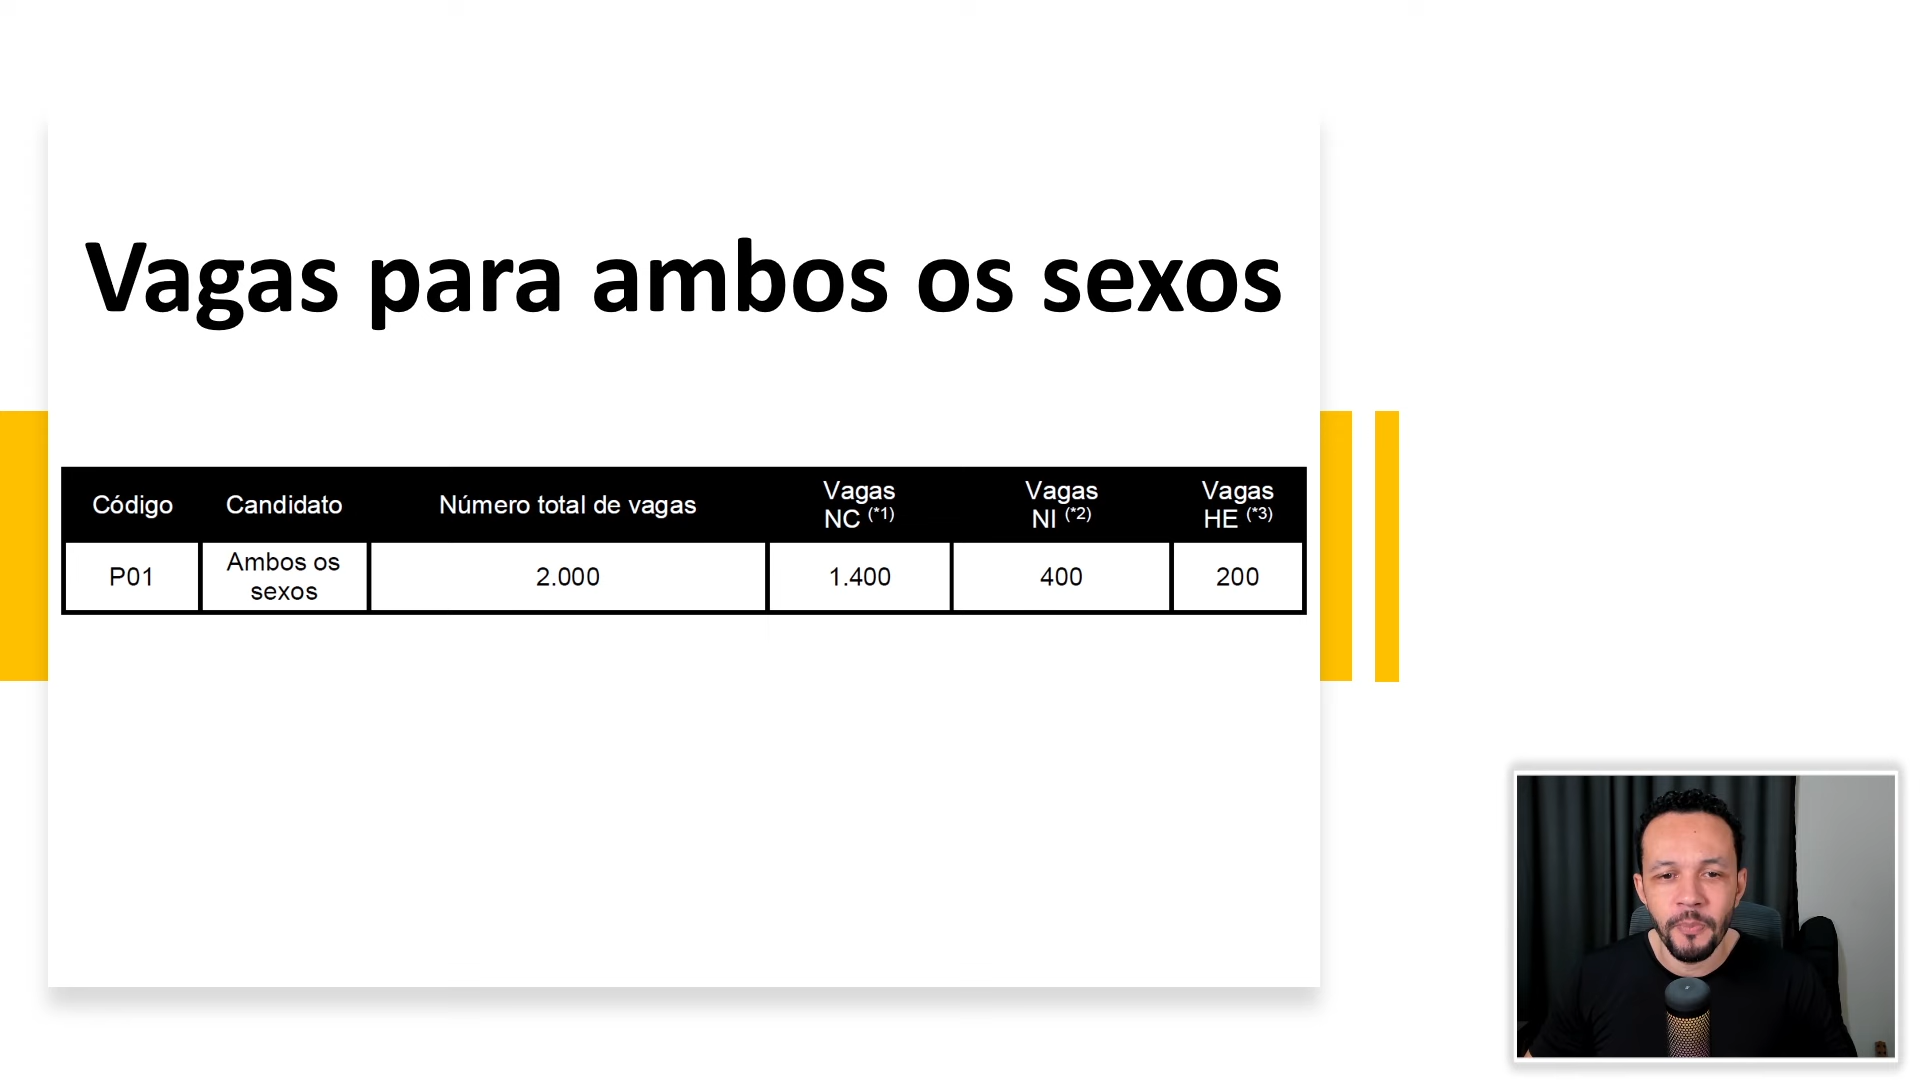 Vagas para ambos os sexos
Código
Candidato
Número total de vagas
Vagas
NC (*1)
Vagas
NI (*2)
Vagas
HE (*3)
P01
Ambos os
sexos
2.000
1.400
400
200